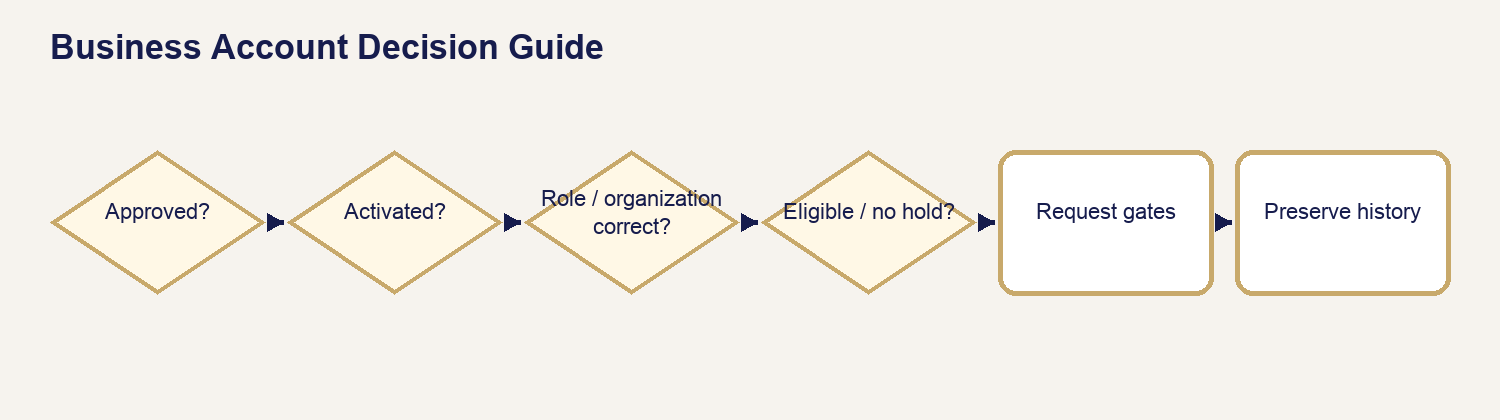 Business Account Decision Guide
Approved?
Activated?
Role / organization
correct?
Eligible / no hold?
Request gates
Preserve history